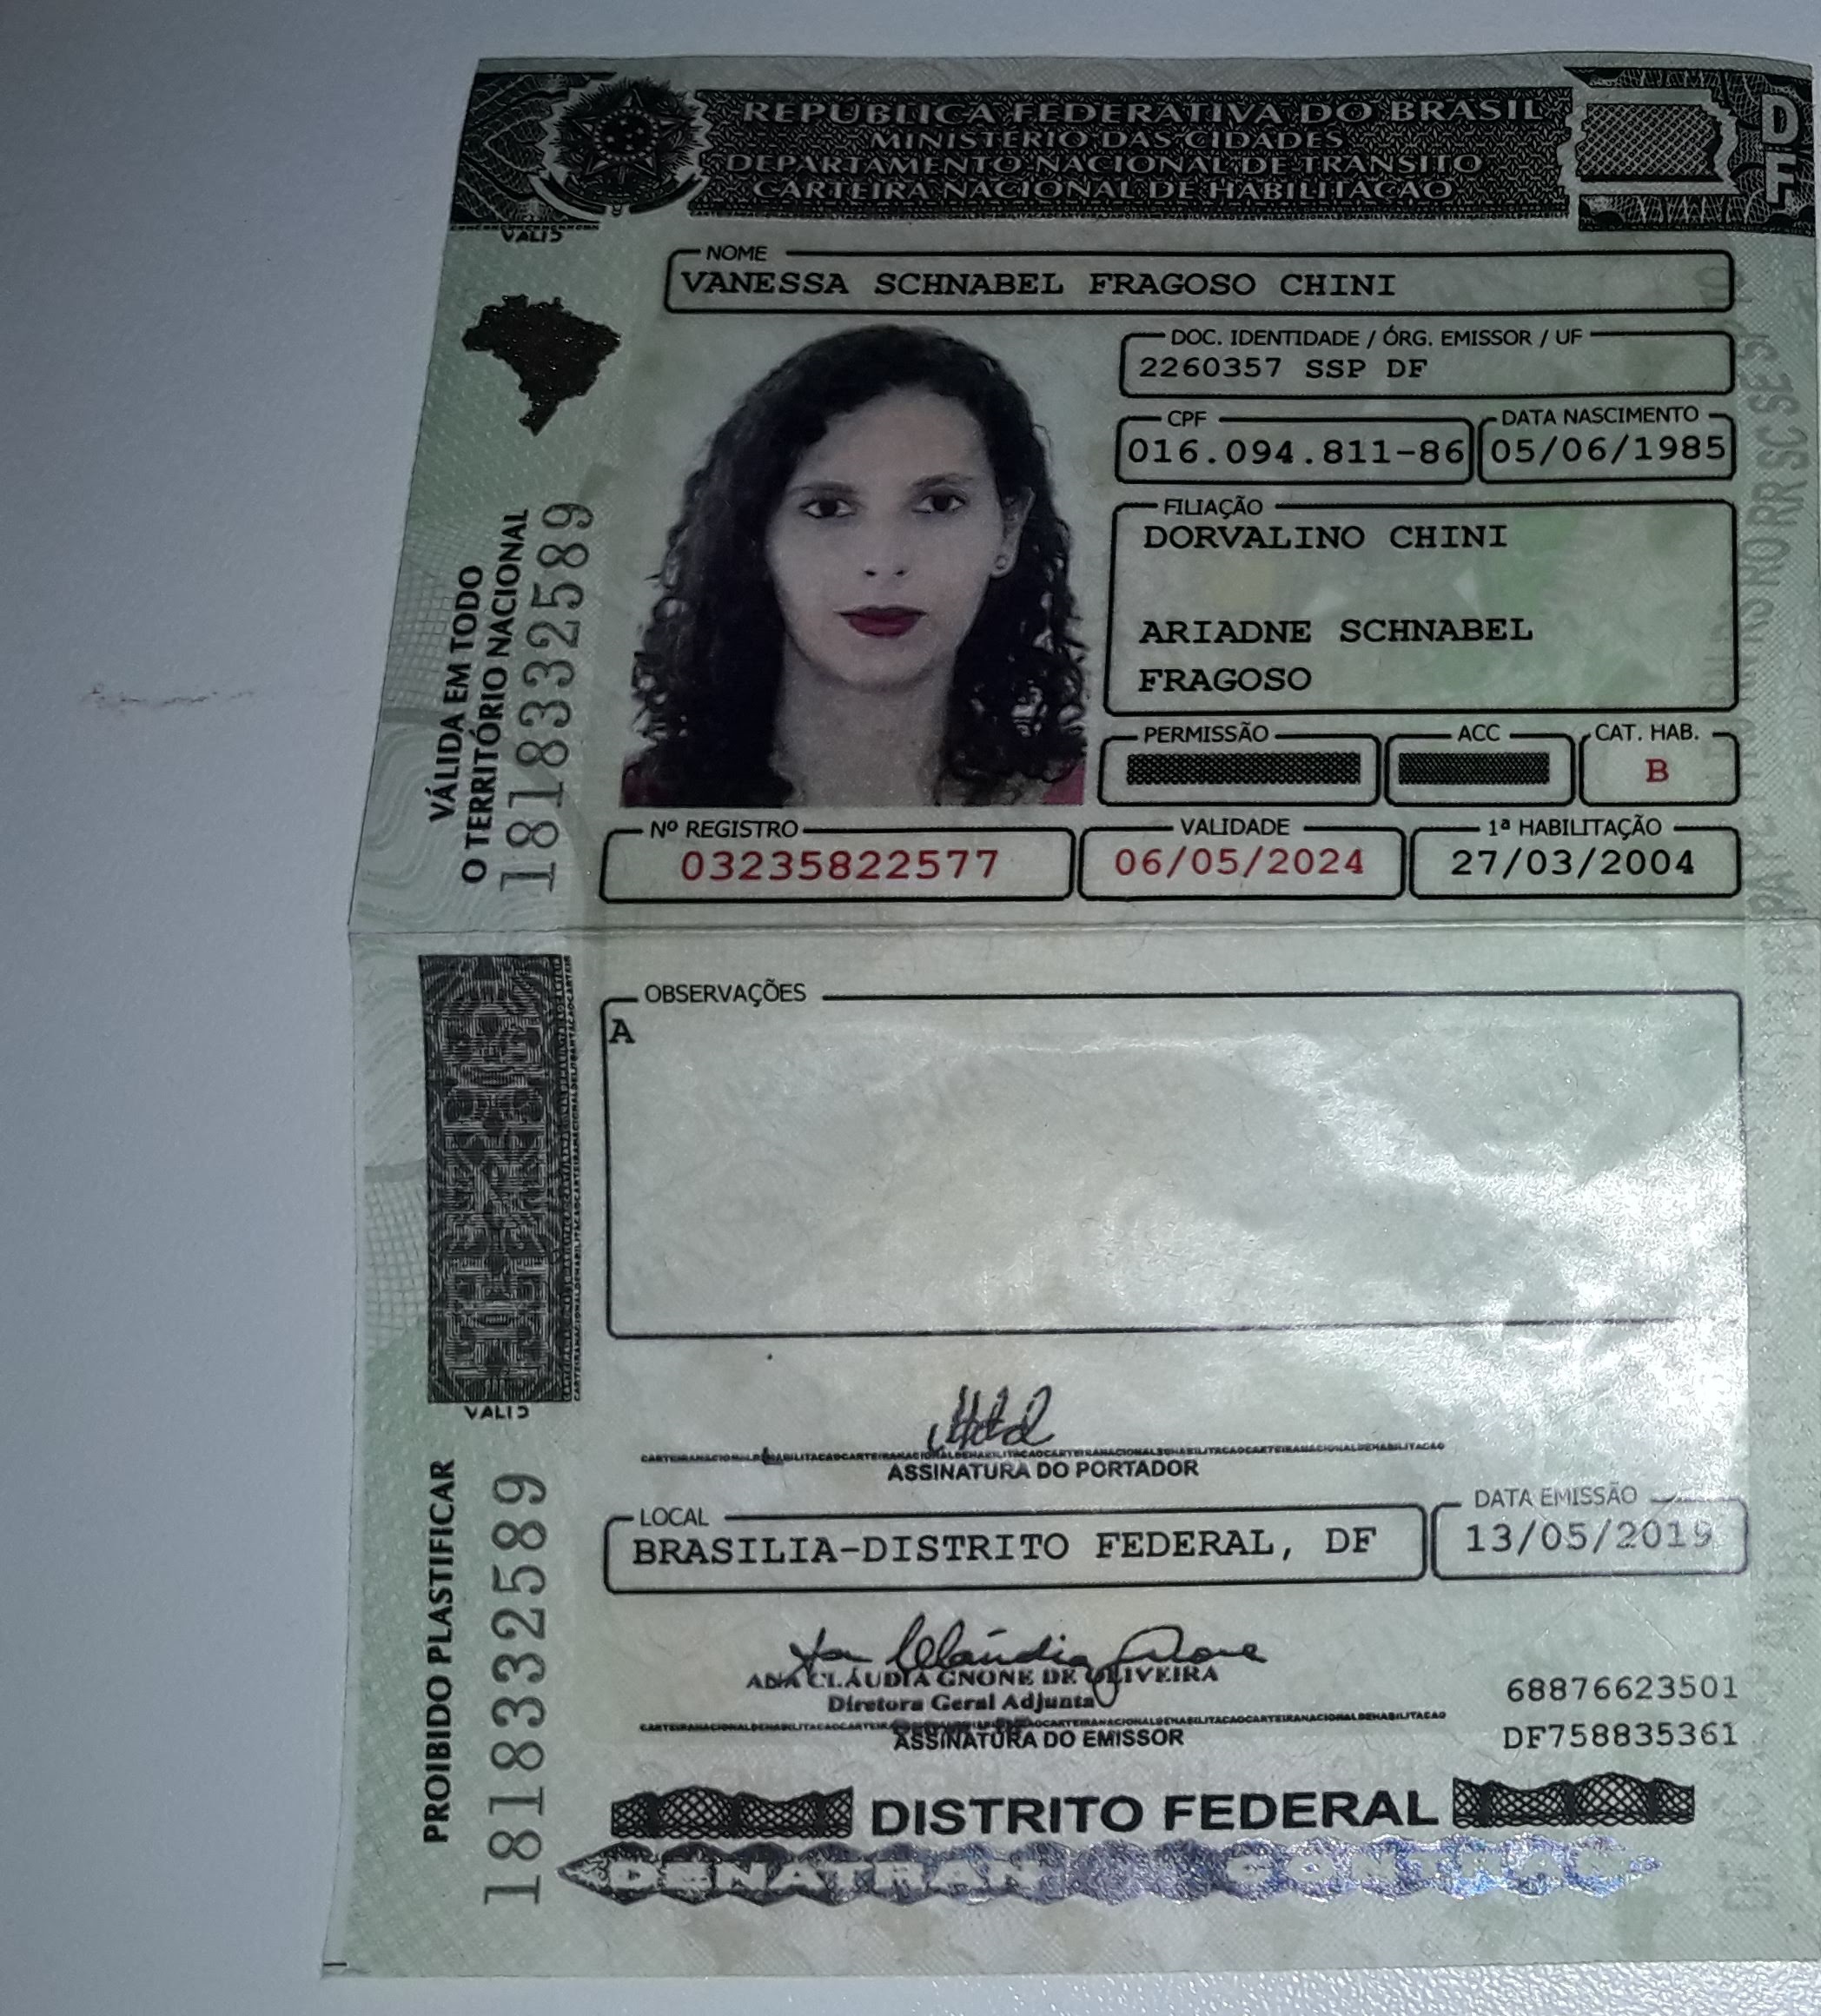 REPÚBLICA FEDERATIVA DO BRASIL
MINISTÉRIO DAS CIDADES
DEPARTAMENTO NACIONAL DE TRANSITO
CARTEIRA NACIONAL DE HABILITACAO
DF
NOME
VANESSA SCHNABEL FRAGOSO CHINI
DOC. IDENTIDADE / ÓRG. EMISSOR / UF
2260357 SSP DF
CPF
016.094.811-86
DATA NASCIMENTO
05/06/1985
FILIAÇÃO
DORVALINO CHINI
ARIADNE SCHNABEL
FRAGOSO
PERMISSÃO
ACC
CAT. HAB.
B
Nº REGISTRO
03235822577
VALIDADE
06/05/2024
1ª HABILITAÇÃO
27/03/2004
VÁLIDA EM TODO
O TERRITÓRIO NACIONAL
1818332589
OBSERVAÇÕES
A
ASSINATURA DO PORTADOR
LOCAL
BRASILIA-DISTRITO FEDERAL, DF
DATA EMISSÃO
13/05/2019
ANA CLÁUDIA GNONE DE OLIVEIRA
Diretora Geral Adjunta
ASSINATURA DO EMISSOR
68876623501
DF758835361
PROIBIDO PLASTIFICAR
1818332589
DISTRITO FEDERAL
DENATRAN CONTRAN